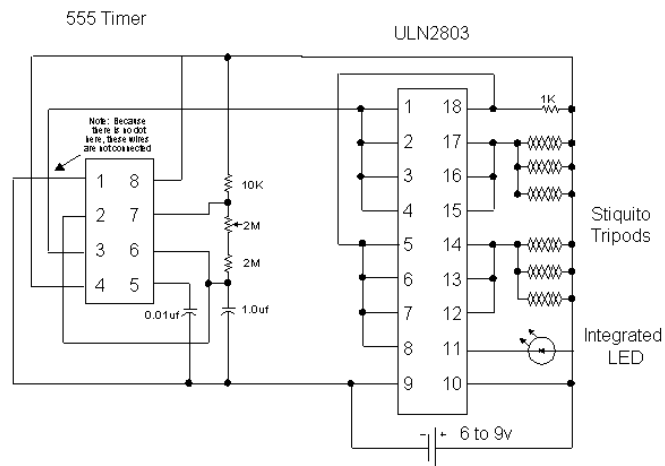 555 Timer
ULN2803
Note: Because
there is no dot
here, these wires
are not connected
1 8
2 7
3 6
4 5
10K
2M
2M
0.01uf
1.0uf
1 18
2 17
3 16
4 15
5 14
6 13
7 12
8 11
9 10
1K
Stiquito
Tripods
Integrated
LED
- + 6 to 9v